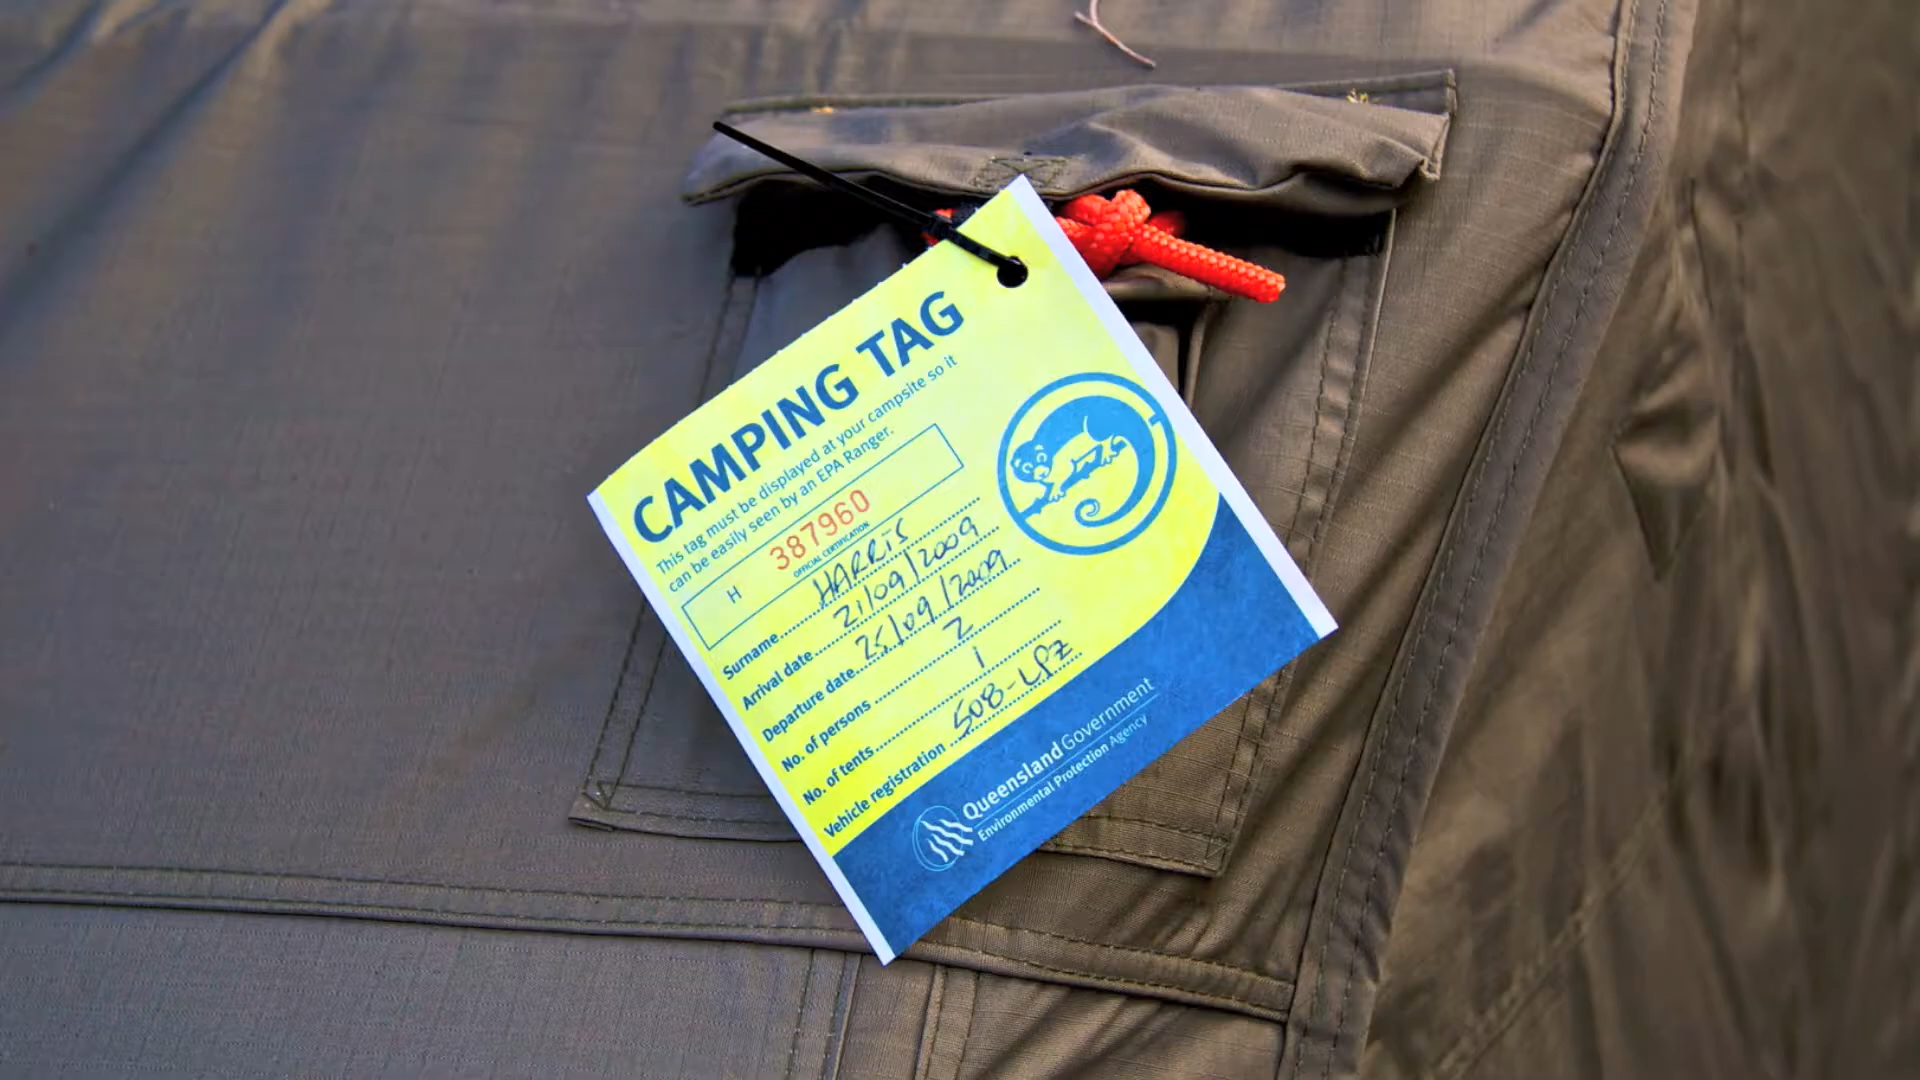 CAMPING TAG
This tag must be displayed at your campsite so it
can be easily seen by an EPA Ranger.
H 387960
OFFICIAL CERTIFICATION
Surname HARRIS
Arrival date 21/09/2009
Departure date 25/09/2009
No. of persons 2
No. of tents 1
Vehicle registration 508-LPZ
Queensland Government
Environmental Protection Agency